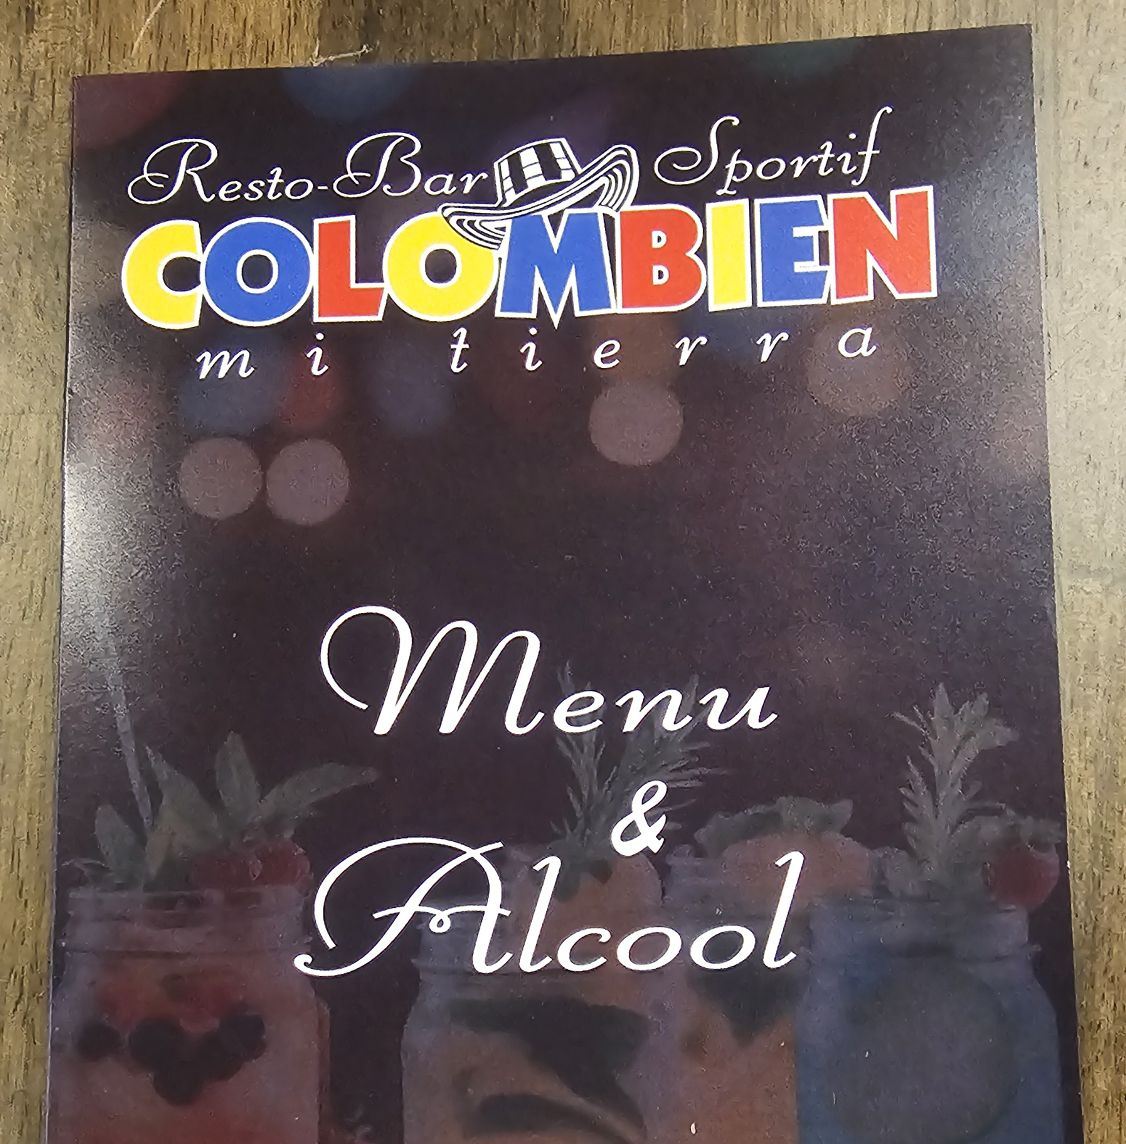 Resto-Bar Sportif
COLOMBIEN
mi tierra
Menu
&
Alcool